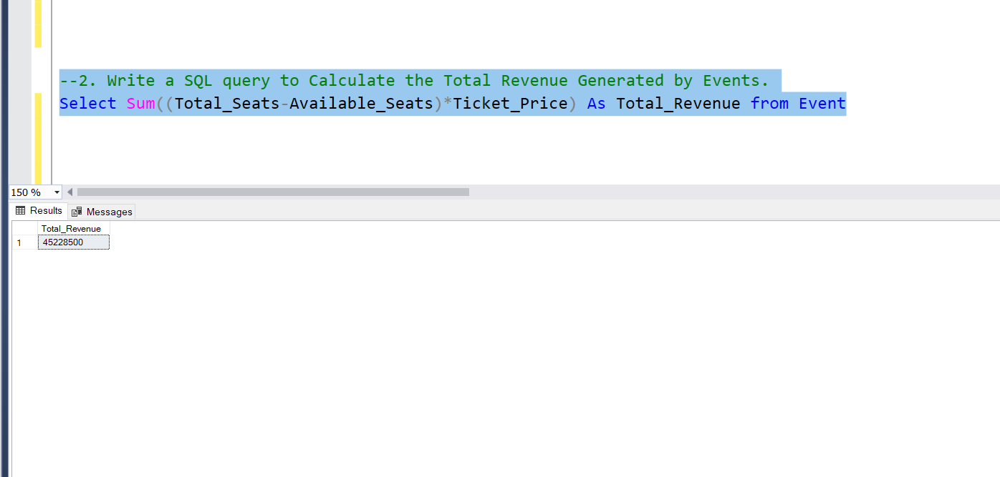 --2. Write a SQL query to Calculate the Total Revenue Generated by Events.
Select Sum((Total_Seats-Available_Seats)*Ticket_Price) As Total_Revenue from Event
150 %
Results Messages
Total_Revenue
1 45228500